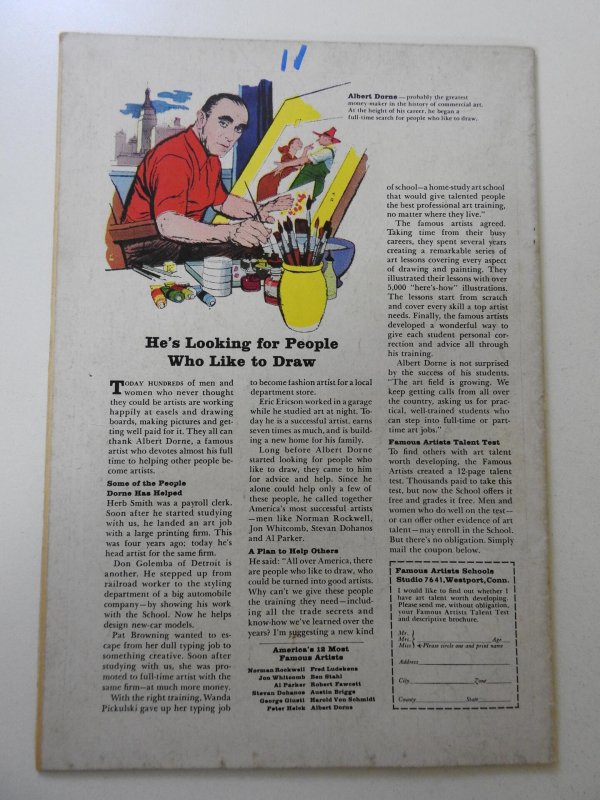 11
Albert Dorne—probably the greatest
money-maker in the history of commercial art.
At the height of his career, he began a
full-time search for people who like to draw.
He's Looking for People
Who Like to Draw
TODAY HUNDREDS of men and
women who never thought
they could be artists are working
happily at easels and drawing
boards, making pictures and get-
ting well paid for it. They all can
thank Albert Dorne, a famous
artist who devotes almost his full
time to helping other people be-
come artists.
Some of the People
Dorne Has Helped
Herb Smith was a payroll clerk.
Soon after he started studying
with us, he landed an art job
with a large printing firm. This
was four years ago; today he's
head artist for the same firm.
Don Golemba of Detroit is
another. He stepped up from
railroad worker to the styling
department of a big automobile
company—by showing his work
with the School. Now he helps
design new-car models.
Pat Browning wanted to es-
cape from her dull typing job to
something creative. Soon after
studying with us, she was pro-
moted to full-time artist with the
same firm—at much more money.
With the right training, Wanda
Pickulski gave up her typing job
to become fashion artist for a local
department store.
Eric Ericson worked in a garage
while he studied art at night. To-
day he is a successful artist, earns
seven times as much, and is build-
ing a new home for his family.
Long before Albert Dorne
started looking for people who
like to draw, they came to him
for advice and help. Since he
alone could help only a few of
these people, he called together
America's most successful artists
—men like Norman Rockwell,
Jon Whitcomb, Stevan Dohanos
and Al Parker.
A Plan to Help Others
He said: "All over America, there
are people who like to draw, who
could be turned into good artists.
Why can't we give these people
the training they need—includ-
ing all the trade secrets and
know-how we've learned over the
years? I'm suggesting a new kind
America's 12 Most
Famous Artists
Norman Rockwell Fred Ludekens
Jon Whitcomb Ben Stahl
Al Parker Robert Fawcett
Stevan Dohanos Austin Briggs
George Giusti Harold Von Schmidt
Peter Helck Albert Dorne
of school—a home-study art school
that would give talented people
the best professional art training,
no matter where they live."
The famous artists agreed.
Taking time from their busy
careers, they spent several years
creating a remarkable series of
art lessons covering every aspect
of drawing and painting. They
illustrated their lessons with over
5,000 "here's-how" illustrations.
The lessons start from scratch
and cover every skill a top artist
needs. Finally, the famous artists
developed a wonderful way to
give each student personal cor-
rection and advice all through
his training.
Albert Dorne is not surprised
by the success of his students.
"The art field is growing. We
keep getting calls from all over
the country, asking us for prac-
tical, well-trained students who
can step into full-time or part-
time art jobs."
Famous Artists Talent Test
To find others with art talent
worth developing, the Famous
Artists created a 12-page talent
test. Thousands paid to take this
test, but now the School offers it
free and grades it free. Men and
women who do well on the test—
or can offer other evidence of art
talent—may enroll in the School.
But there's no obligation. Simply
mail the coupon below.
Famous Artists Schools
Studio 7641, Westport, Conn.
I would like to find out whether I
have art talent worth developing.
Please send me, without obligation,
your Famous Artists Talent Test
and descriptive brochure.
Mr.
Mrs. Age
Miss Please circle one and print name
Address
City Zone
County State